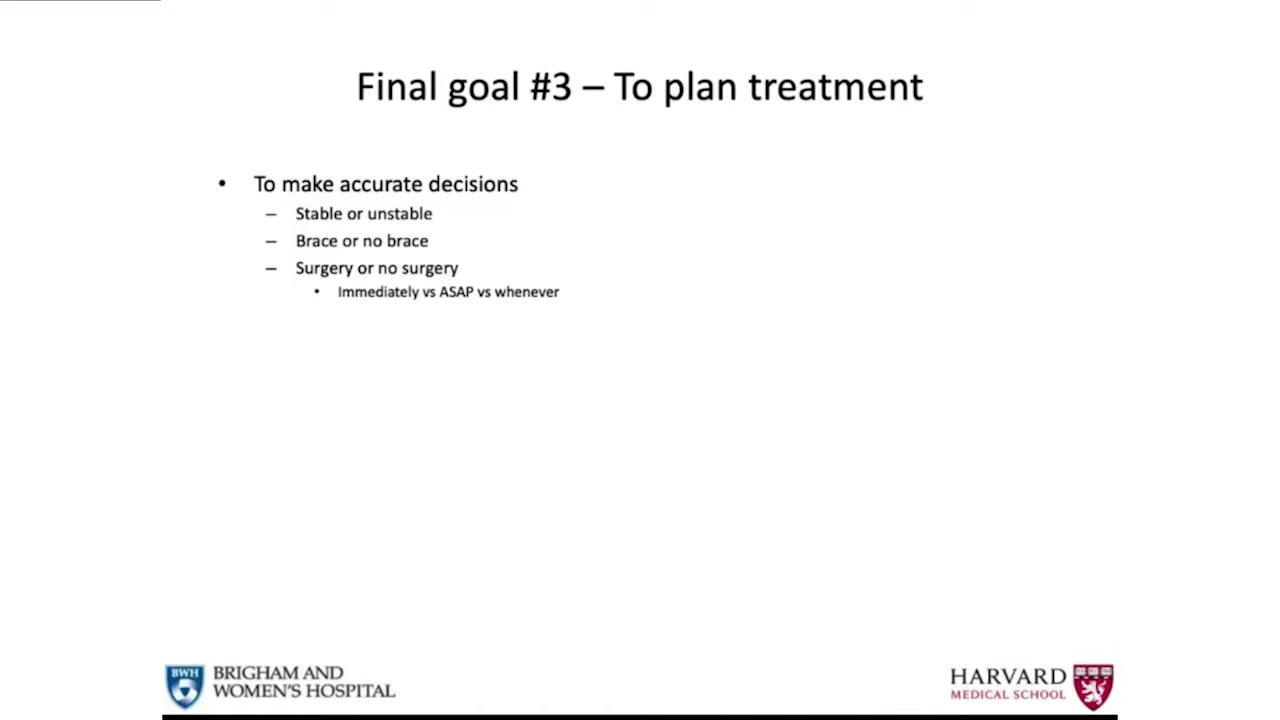 Final goal #3 – To plan treatment
• To make accurate decisions
– Stable or unstable
– Brace or no brace
– Surgery or no surgery
• Immediately vs ASAP vs whenever
BWH
BRIGHAM AND
WOMEN'S HOSPITAL
HARVARD
MEDICAL SCHOOL